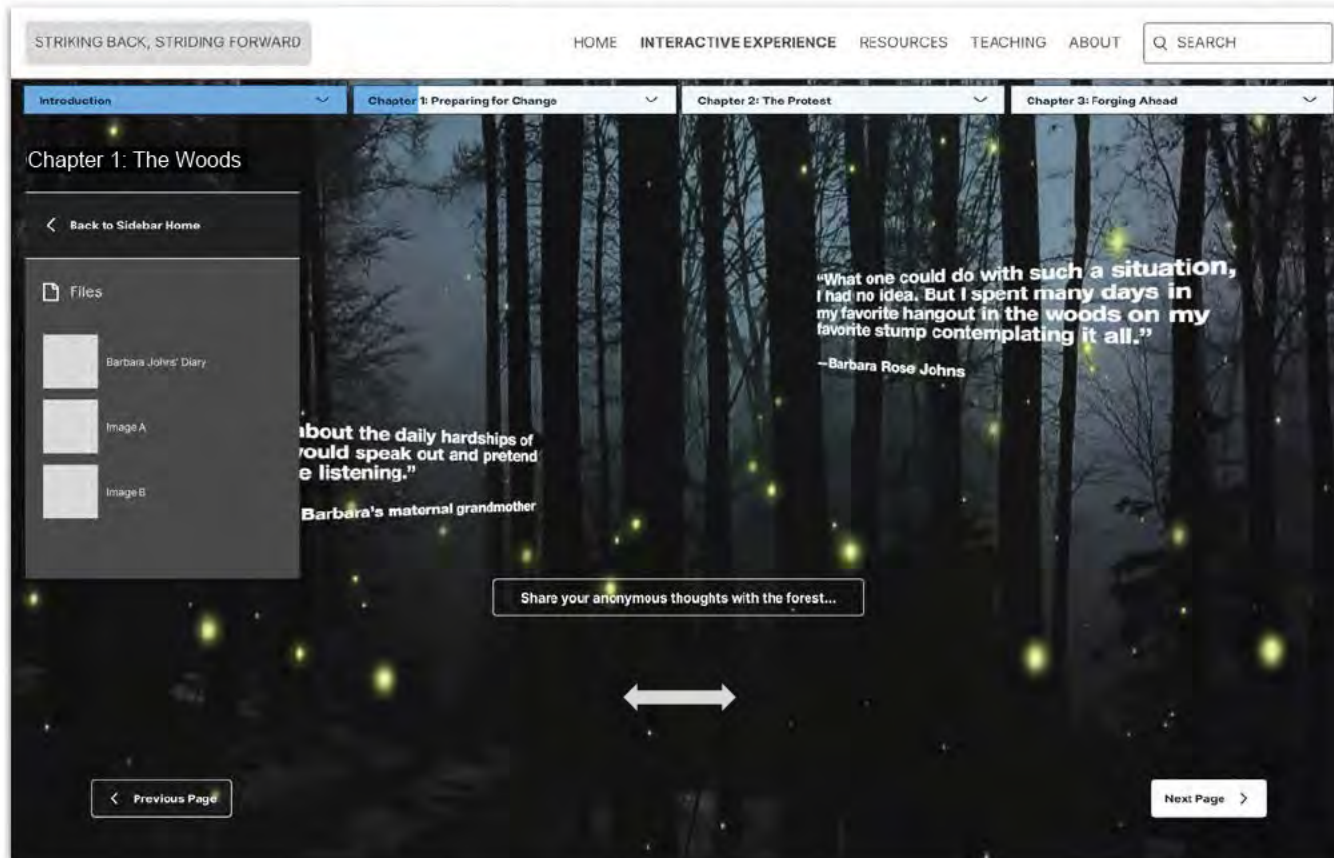 STRIKING BACK, STRIDING FORWARD
HOME INTERACTIVE EXPERIENCE RESOURCES TEACHING ABOUT SEARCH
Introduction
Chapter 1: Preparing for Change
Chapter 2: The Protest
Chapter 3: Forging Ahead
Chapter 1: The Woods
Back to Sidebar Home
Files
Barbara Johns' Diary
Image A
Image B
about the daily hardships of
would speak out and pretend
e listening.”
Barbara's maternal grandmother
“What one could do with such a situation,
I had no idea. But I spent many days in
my favorite hangout in the woods on my
favorite stump contemplating it all.”
–Barbara Rose Johns
Share your anonymous thoughts with the forest...
Previous Page
Next Page